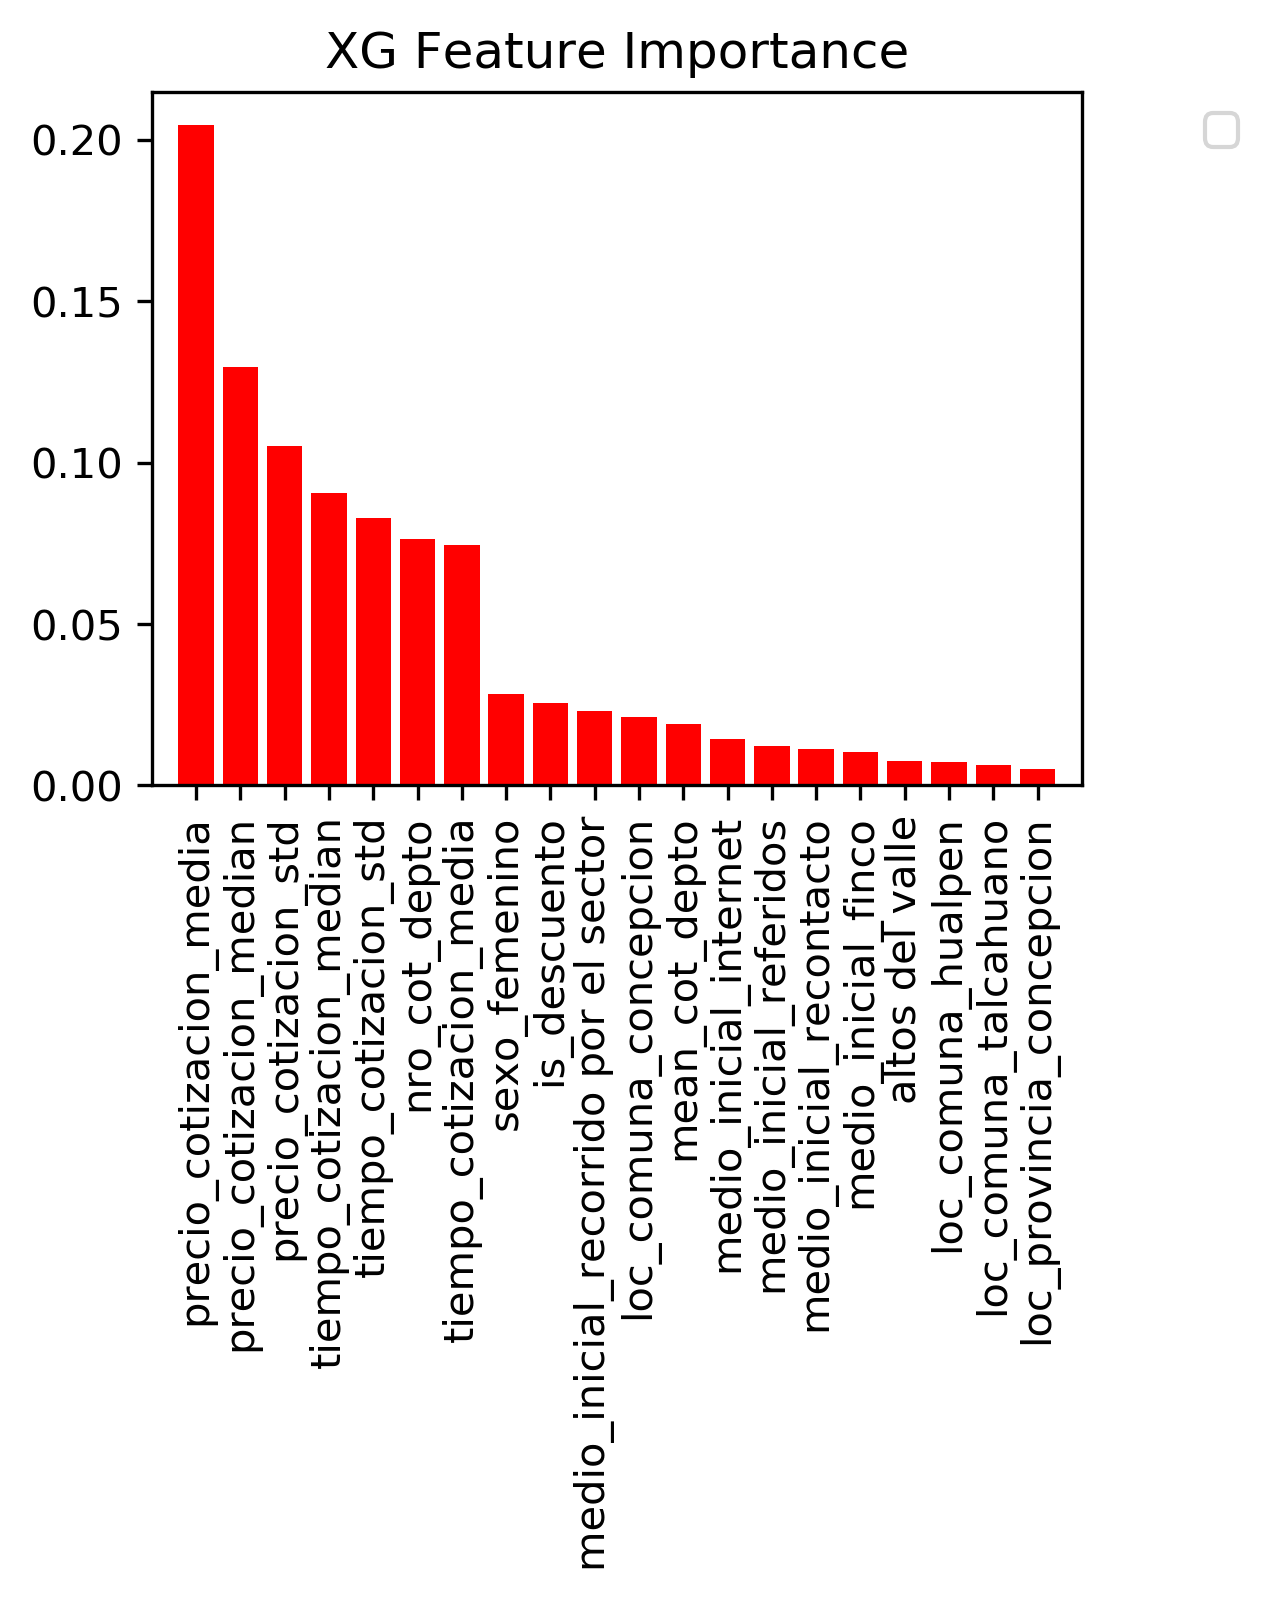 XG Feature Importance
0.20
0.15
0.10
0.05
0.00
precio_cotizacion_media
precio_cotizacion_median
precio_cotizacion_std
tiempo_cotizacion_median
tiempo_cotizacion_std
nro_cot_depto
tiempo_cotizacion_media
sexo_femenino
is_descuento
medio_inicial_recorrido por el sector
loc_comuna_concepcion
mean_cot_depto
medio_inicial_internet
medio_inicial_referidos
medio_inicial_recontacto
medio_inicial_finco
altos del valle
loc_comuna_hualpen
loc_comuna_talcahuano
loc_provincia_concepcion